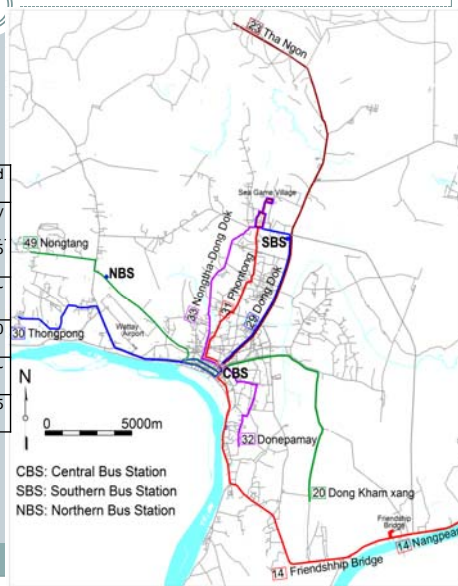 23 Tha Ngon
Sea Game Village
SBS
49 Nongtang
NBS
33 Nongtha-Dong Dok
31 Phontong
29 Dong Dok
30 Thongpong
Wattay
Airport
CBS
N
0 5000m
32 Donepamay
20 Dong Kham xang
CBS: Central Bus Station
SBS: Southern Bus Station
NBS: Northern Bus Station
Friendship
Bridge
14 Nangpear
14 Friendshhip Bridge